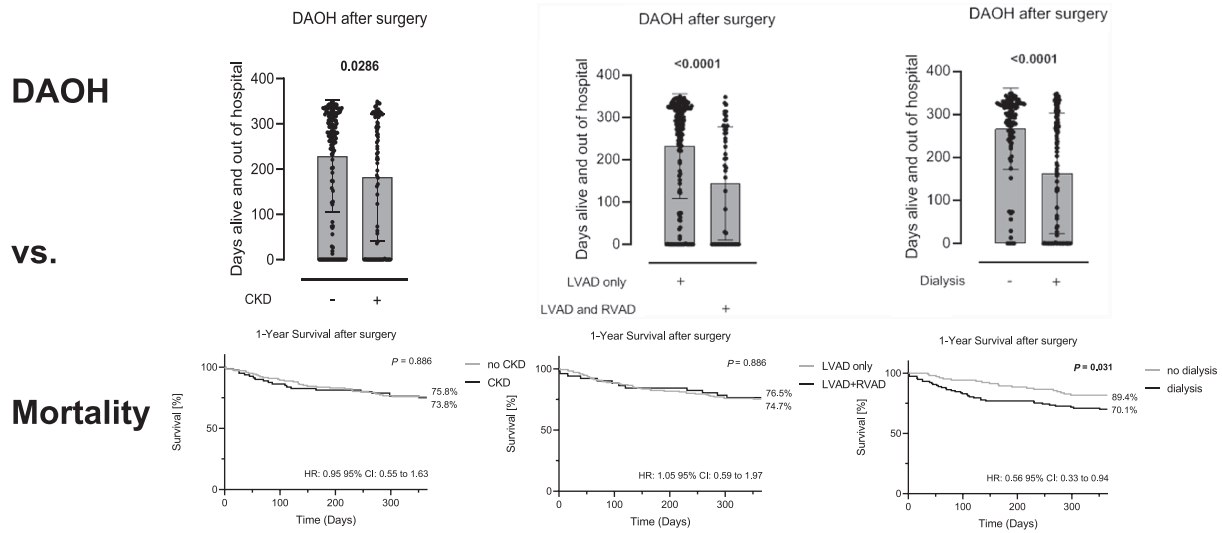 DAOH
vs.
Mortality
DAOH after surgery
0.0286
Days alive and out of hospital
400
300
200
100
0
CKD
-
+
DAOH after surgery
<0.0001
Days alive and out of hospital
400
300
200
100
0
LVAD only
+
LVAD and RVAD
+
DAOH after surgery
<0.0001
Days alive and out of hospital
400
300
200
100
0
Dialysis
-
+
1-Year Survival after surgery
P = 0.886
no CKD
CKD
Survival [%]
100
50
0
75.8%
73.8%
HR: 0.95 95% CI: 0.55 to 1.63
0
100
200
300
Time (Days)
1-Year Survival after surgery
P = 0.886
LVAD only
LVAD+RVAD
Survival [%]
100
50
0
76.5%
74.7%
HR: 1.05 95% CI: 0.59 to 1.97
0
100
200
300
Time (Days)
1-Year Survival after surgery
P = 0.031
no dialysis
dialysis
Survival [%]
100
50
0
89.4%
70.1%
HR: 0.56 95% CI: 0.33 to 0.94
0
100
200
300
Time (Days)